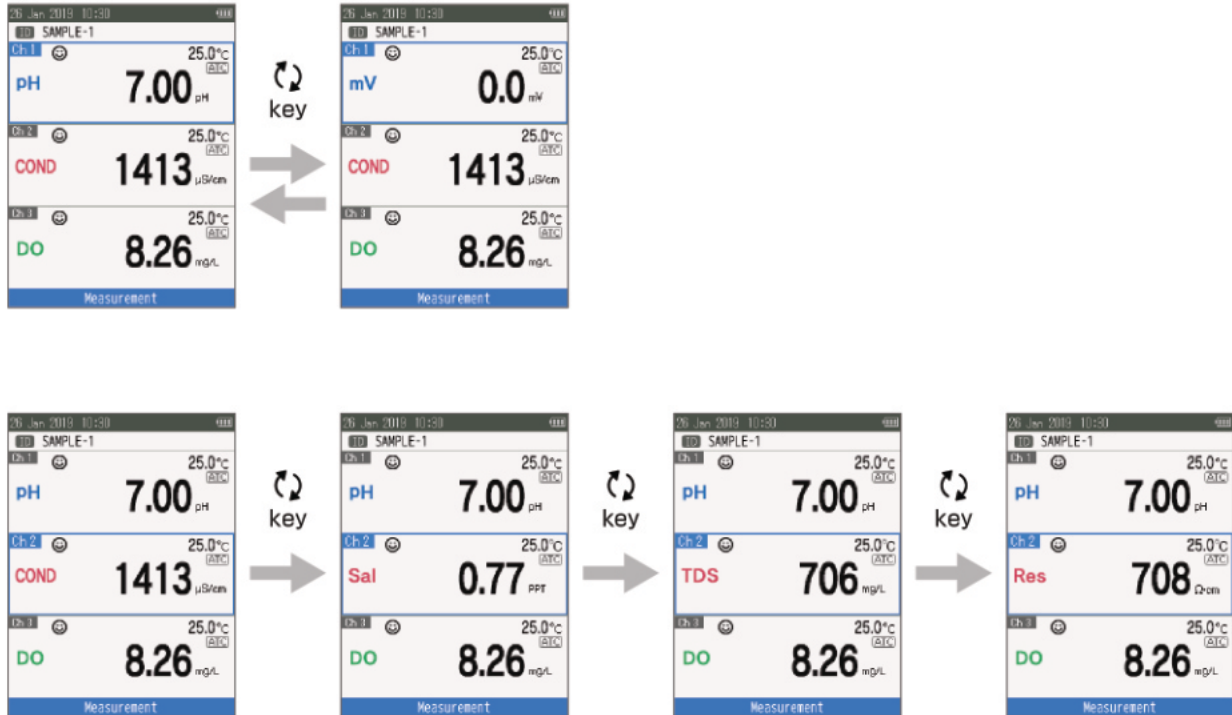 26 Jan 2019 10:30
ID SAMPLE-1
Ch 1 25.0°C
ATC
pH 7.00 pH
Ch 2 25.0°C
ATC
COND 1413 µS/cm
Ch 3 25.0°C
ATC
DO 8.26 mg/L
Measurement
key
26 Jan 2019 10:30
ID SAMPLE-1
Ch 1 25.0°C
ATC
mV 0.0 mV
Ch 2 25.0°C
ATC
COND 1413 µS/cm
Ch 3 25.0°C
ATC
DO 8.26 mg/L
Measurement
26 Jan 2019 10:30
ID SAMPLE-1
Ch 1 25.0°C
ATC
pH 7.00 pH
Ch 2 25.0°C
ATC
COND 1413 µS/cm
Ch 3 25.0°C
ATC
DO 8.26 mg/L
Measurement
key
26 Jan 2019 10:30
ID SAMPLE-1
Ch 1 25.0°C
ATC
pH 7.00 pH
Ch 2 25.0°C
ATC
Sal 0.77 PPT
Ch 3 25.0°C
ATC
DO 8.26 mg/L
Measurement
key
26 Jan 2019 10:30
ID SAMPLE-1
Ch 1 25.0°C
ATC
pH 7.00 pH
Ch 2 25.0°C
ATC
TDS 706 mg/L
Ch 3 25.0°C
ATC
DO 8.26 mg/L
Measurement
key
26 Jan 2019 10:30
ID SAMPLE-1
Ch 1 25.0°C
ATC
pH 7.00 pH
Ch 2 25.0°C
ATC
Res 708 Ω•cm
Ch 3 25.0°C
ATC
DO 8.26 mg/L
Measurement